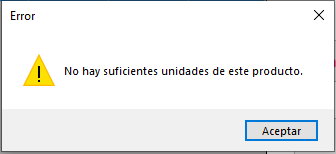 Error
No hay suficientes unidades de este producto.
Aceptar